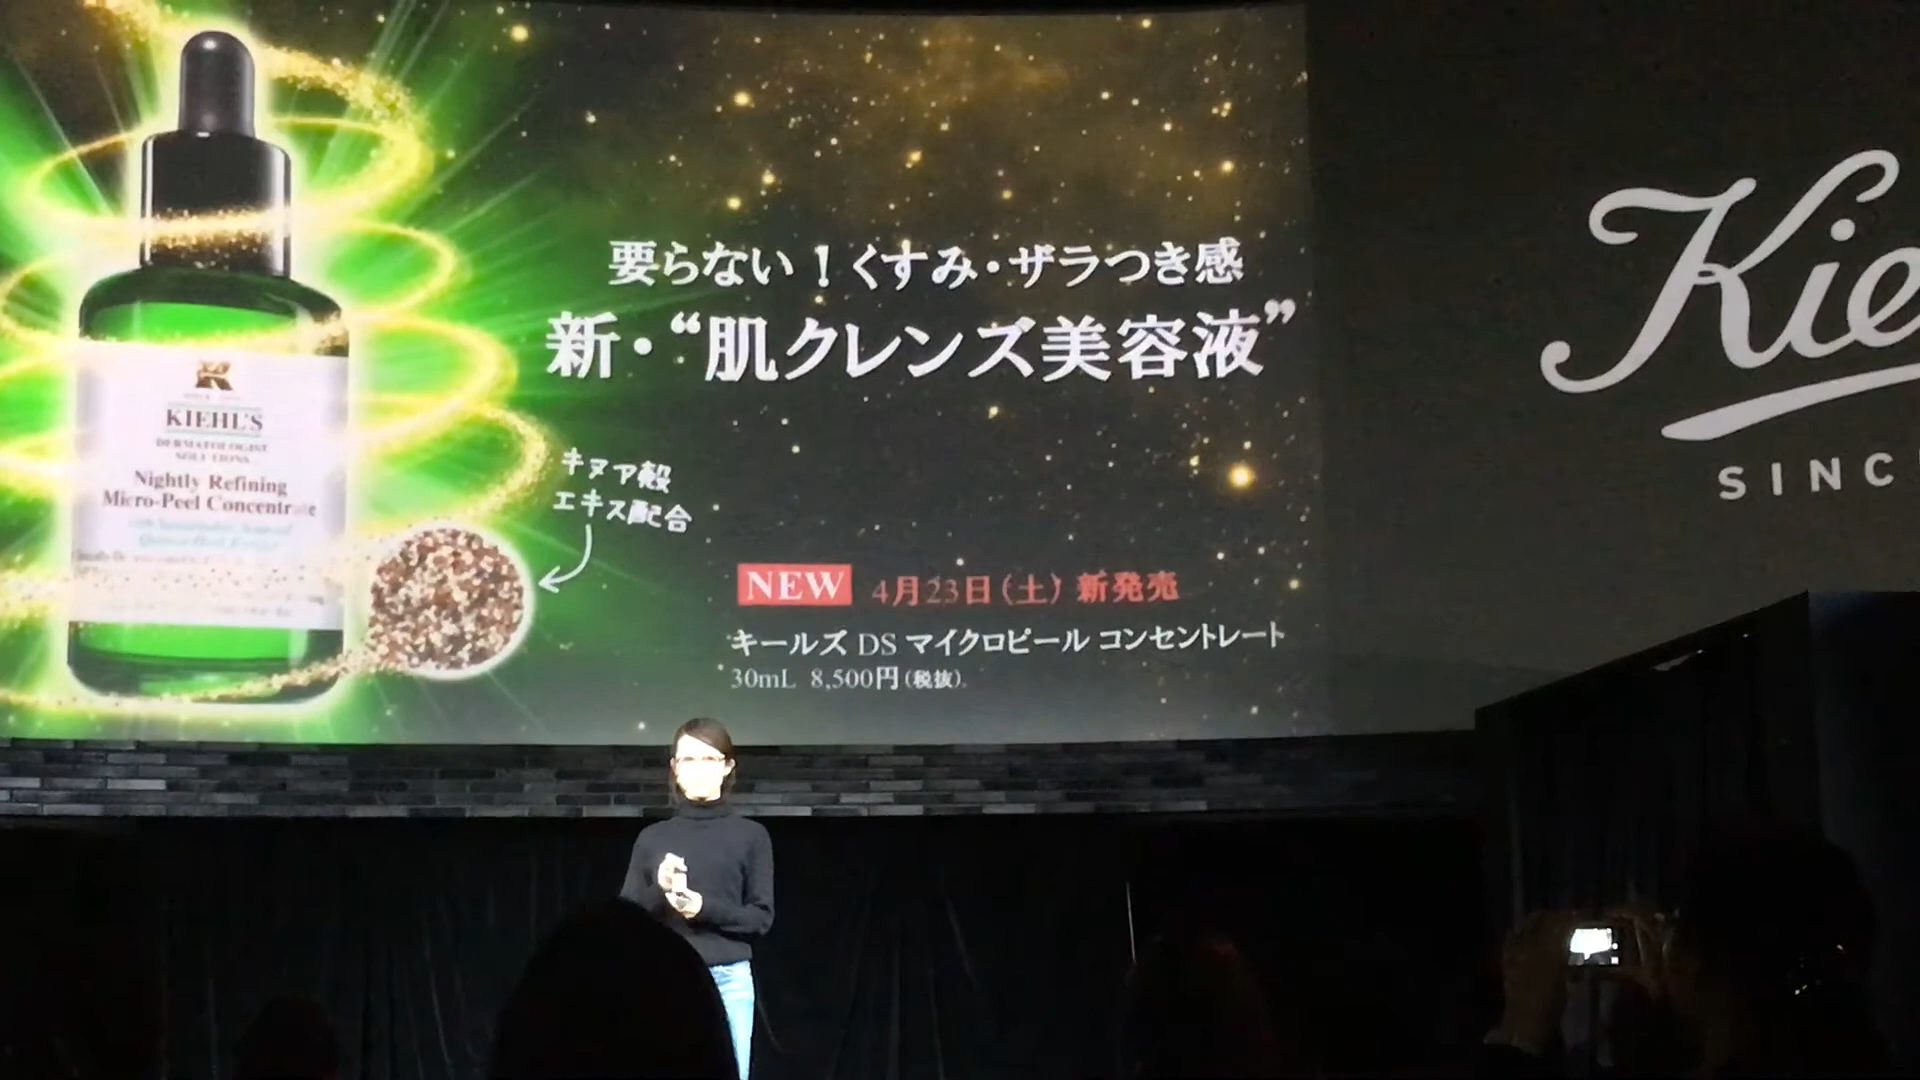 要らない！くすみ・ザラつき感
新・“肌クレンズ美容液”
KIEHL'S
DERMATOLOGIST
SOLUTIONS
Nightly Refining
Micro-Peel Concentrate
キヌア殻
エキス配合
NEW 4月23日（土）新発売
キールズ DS マイクロピール コンセントレート
30mL 8,500円（税抜）
Kie
SINC